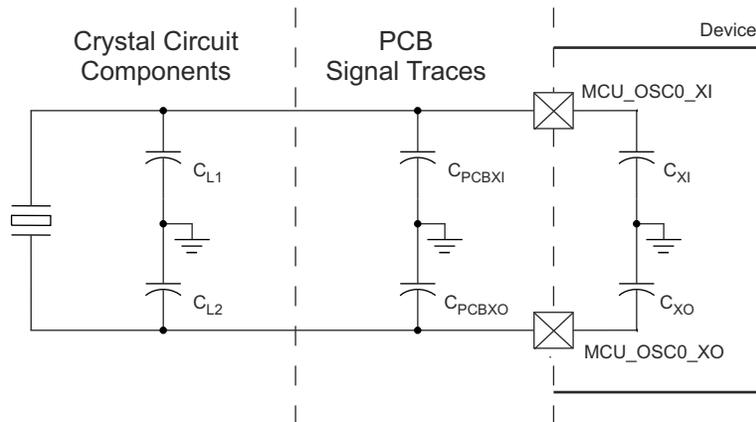 Crystal Circuit
Components
PCB
Signal Traces
Device
MCU_OSC0_XI
C_L1
C_PCBXI
C_XI
C_L2
C_PCBXO
C_XO
MCU_OSC0_XO